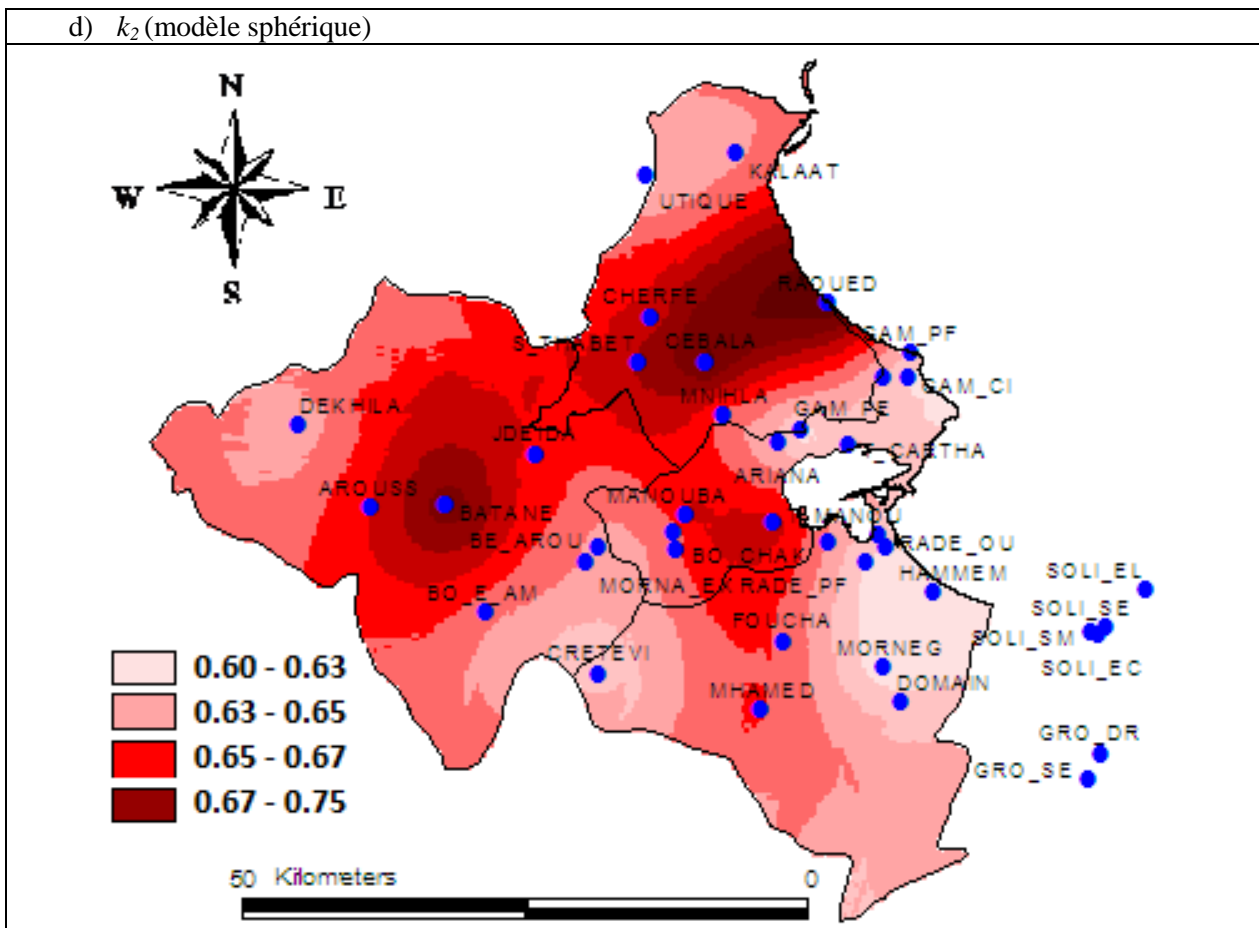 d) k2 (modèle sphérique)
N
W
E
S
KALAAT
UTIQUE
RAOUED
CHERFE
GAM_PF
S_THABET
CEBALA
GAM_CI
MNIHLA
GAM_PE
DEKHILA
JDEIDA
T_CARTHA
ARIANA
AROUSS
MANOUBA
BATANE
MANOU
BE_AROU
BO_CHAK
RADE_OU
HAMMEM
SOLI_EL
BO_E_AM
MORNA_EX
RADE_PF
SOLI_SE
FOUCHA
SOLI_SM
CRETEVI
MORNEG
SOLI_EC
0.60 - 0.63
MHAMED
DOMAIN
0.63 - 0.65
GRO_DR
0.65 - 0.67
GRO_SE
0.67 - 0.75
50 Kilometers 0